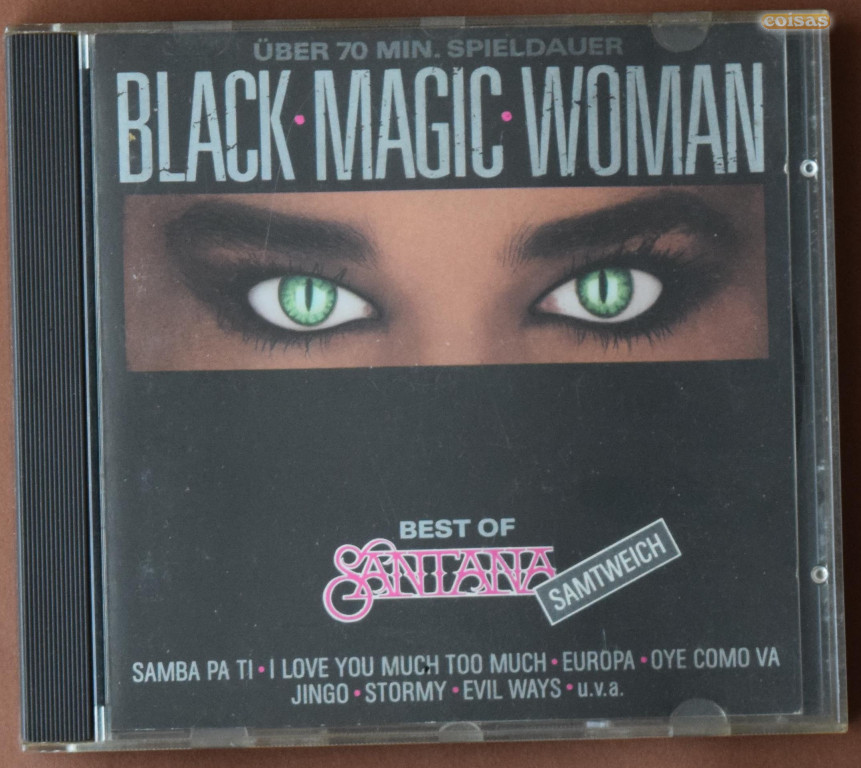 coisas
ÜBER 70 MIN. SPIELDAUER
BLACK • MAGIC • WOMAN
BEST OF
SANTANA
SAMTWEICH
SAMBA PA TI • I LOVE YOU MUCH TOO MUCH • EUROPA • OYE COMO VA
JINGO • STORMY • EVIL WAYS • u.v.a.